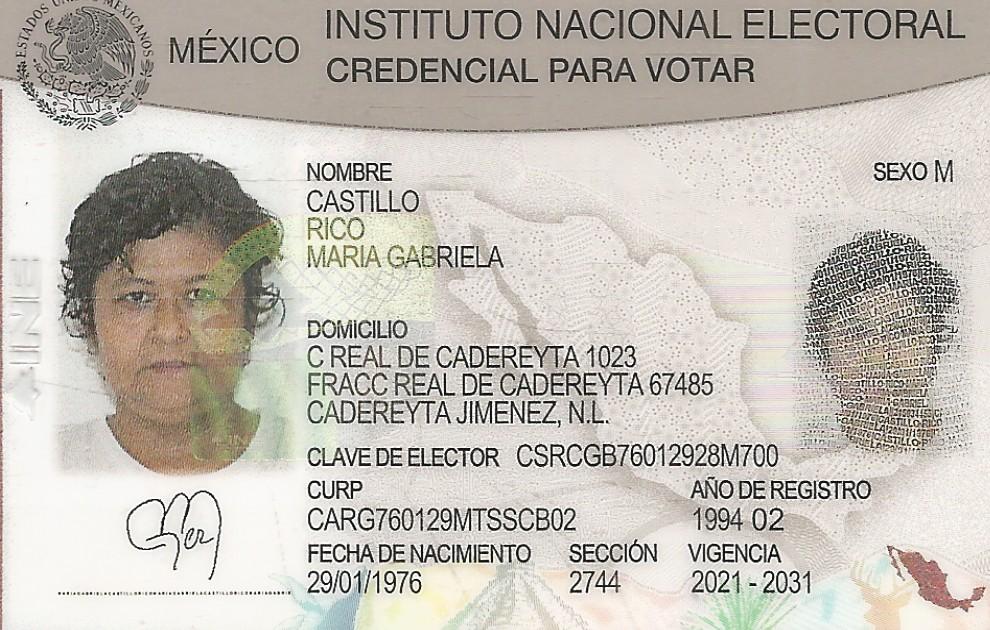 ESTADOS UNIDOS MEXICANOS
MÉXICO
INSTITUTO NACIONAL ELECTORAL
CREDENCIAL PARA VOTAR
NOMBRE
CASTILLO
RICO
MARIA GABRIELA
SEXO M
INE
DOMICILIO
C REAL DE CADEREYTA 1023
FRACC REAL DE CADEREYTA 67485
CADEREYTA JIMENEZ, N.L.
CLAVE DE ELECTOR CSRCGB76012928M700
CURP
CARG760129MTSSCB02
AÑO DE REGISTRO
1994 02
FECHA DE NACIMIENTO
29/01/1976
SECCIÓN
2744
VIGENCIA
2021 - 2031